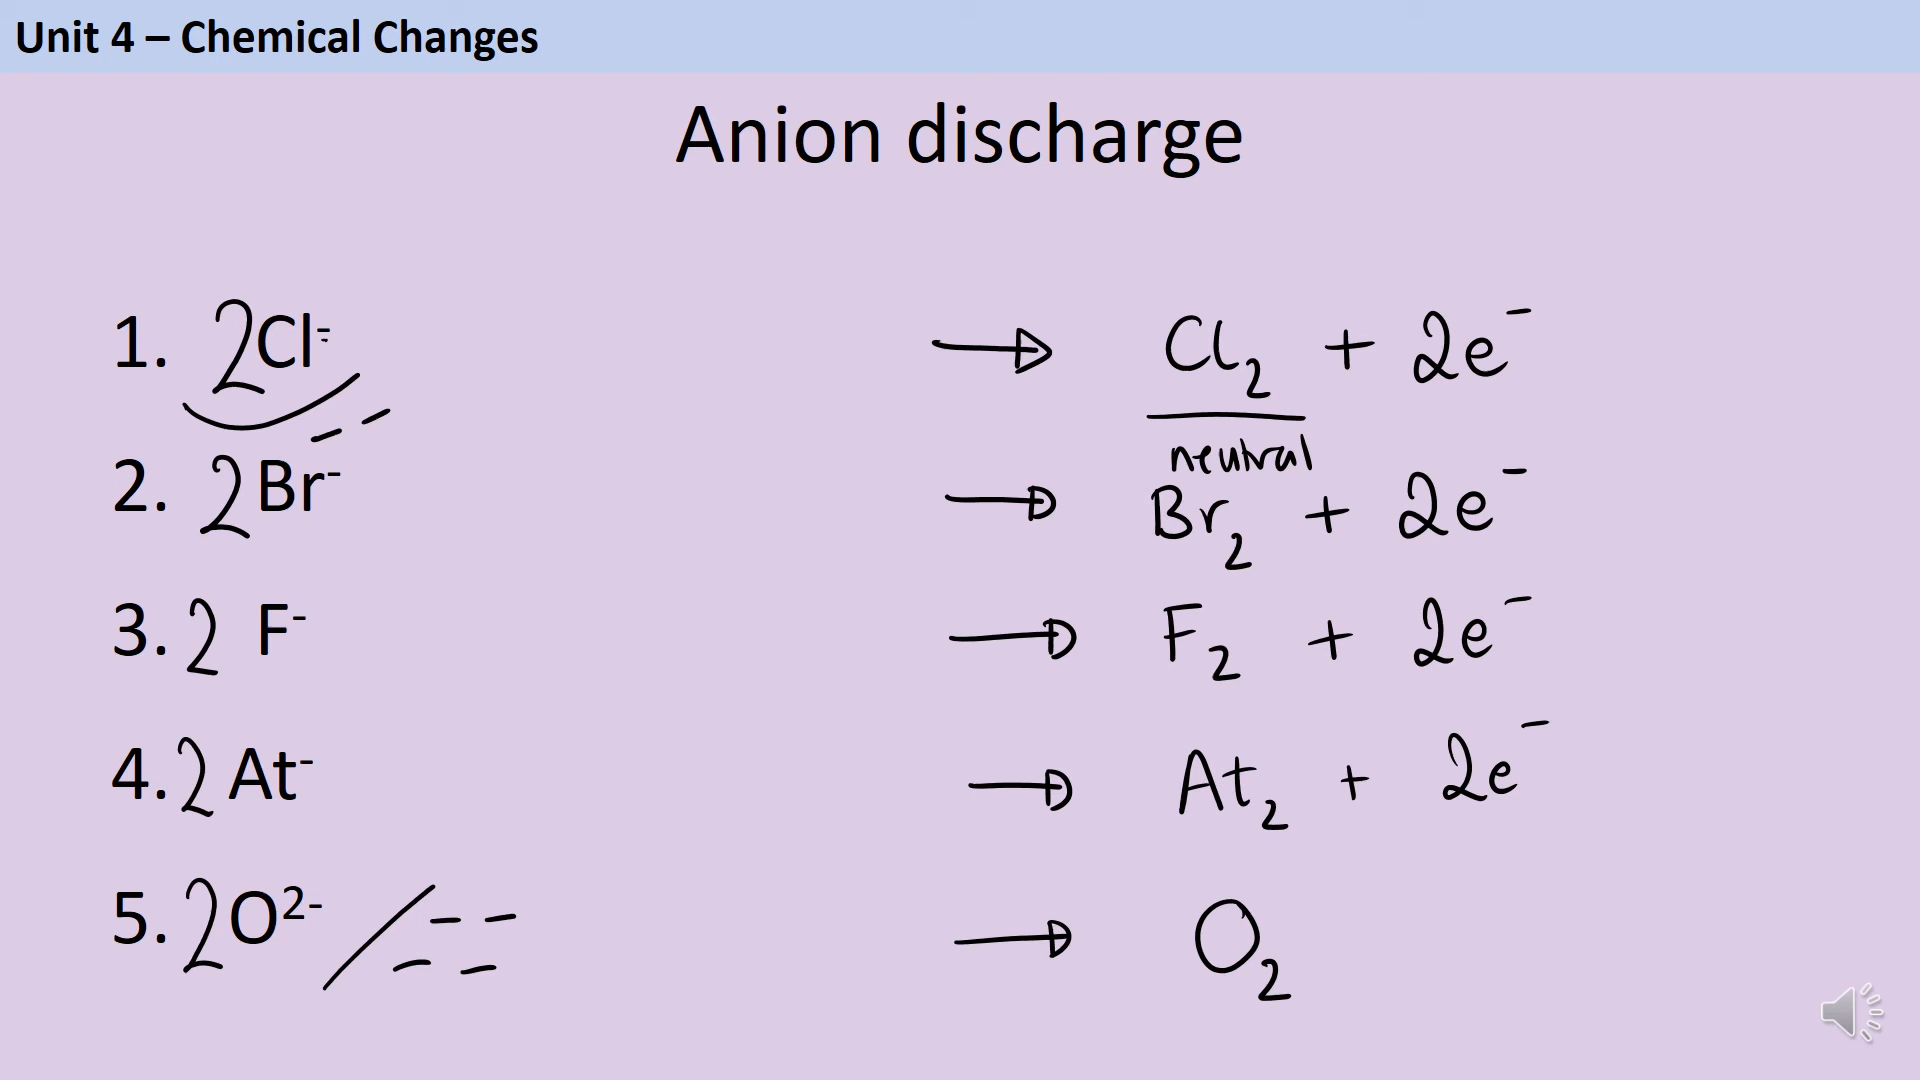 Unit 4 – Chemical Changes
Anion discharge
1. 2Cl⁻ → Cl₂ + 2e⁻
neutral
2. 2Br⁻ → Br₂ + 2e⁻
3. 2 F⁻ → F₂ + 2e⁻
4. 2 At⁻ → At₂ + 2e⁻
5. 2O²⁻ → O₂